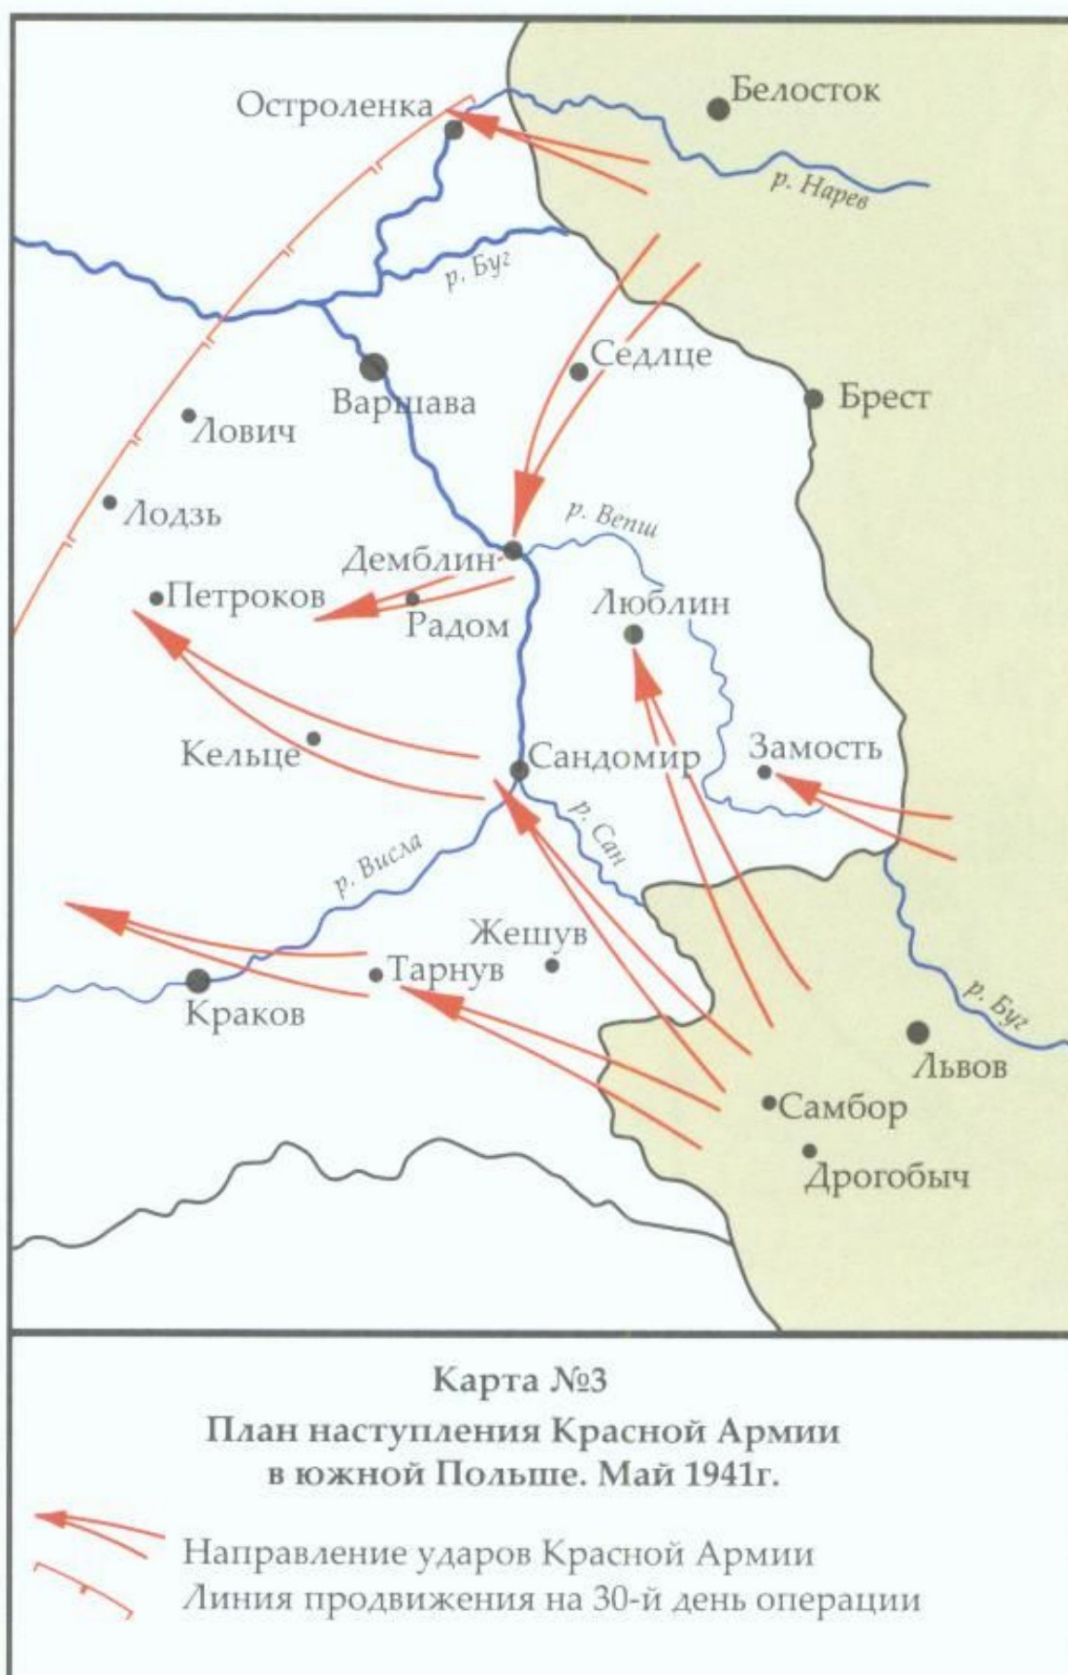 Остроленка
Белосток
р. Нарев
р. Буг
Седлце
Варшава
Брест
Лович
Лодзь
р. Вепш
Демблин
Петроков
Люблин
Радом
Кельце
Сандомир
Замость
р. Сан
р. Висла
Жешув
Тарнув
Краков
р. Буг
Львов
Самбор
Дрогобыч
Карта №3
План наступления Красной Армии
в южной Польше. Май 1941г.
Направление ударов Красной Армии
Линия продвижения на 30-й день операции